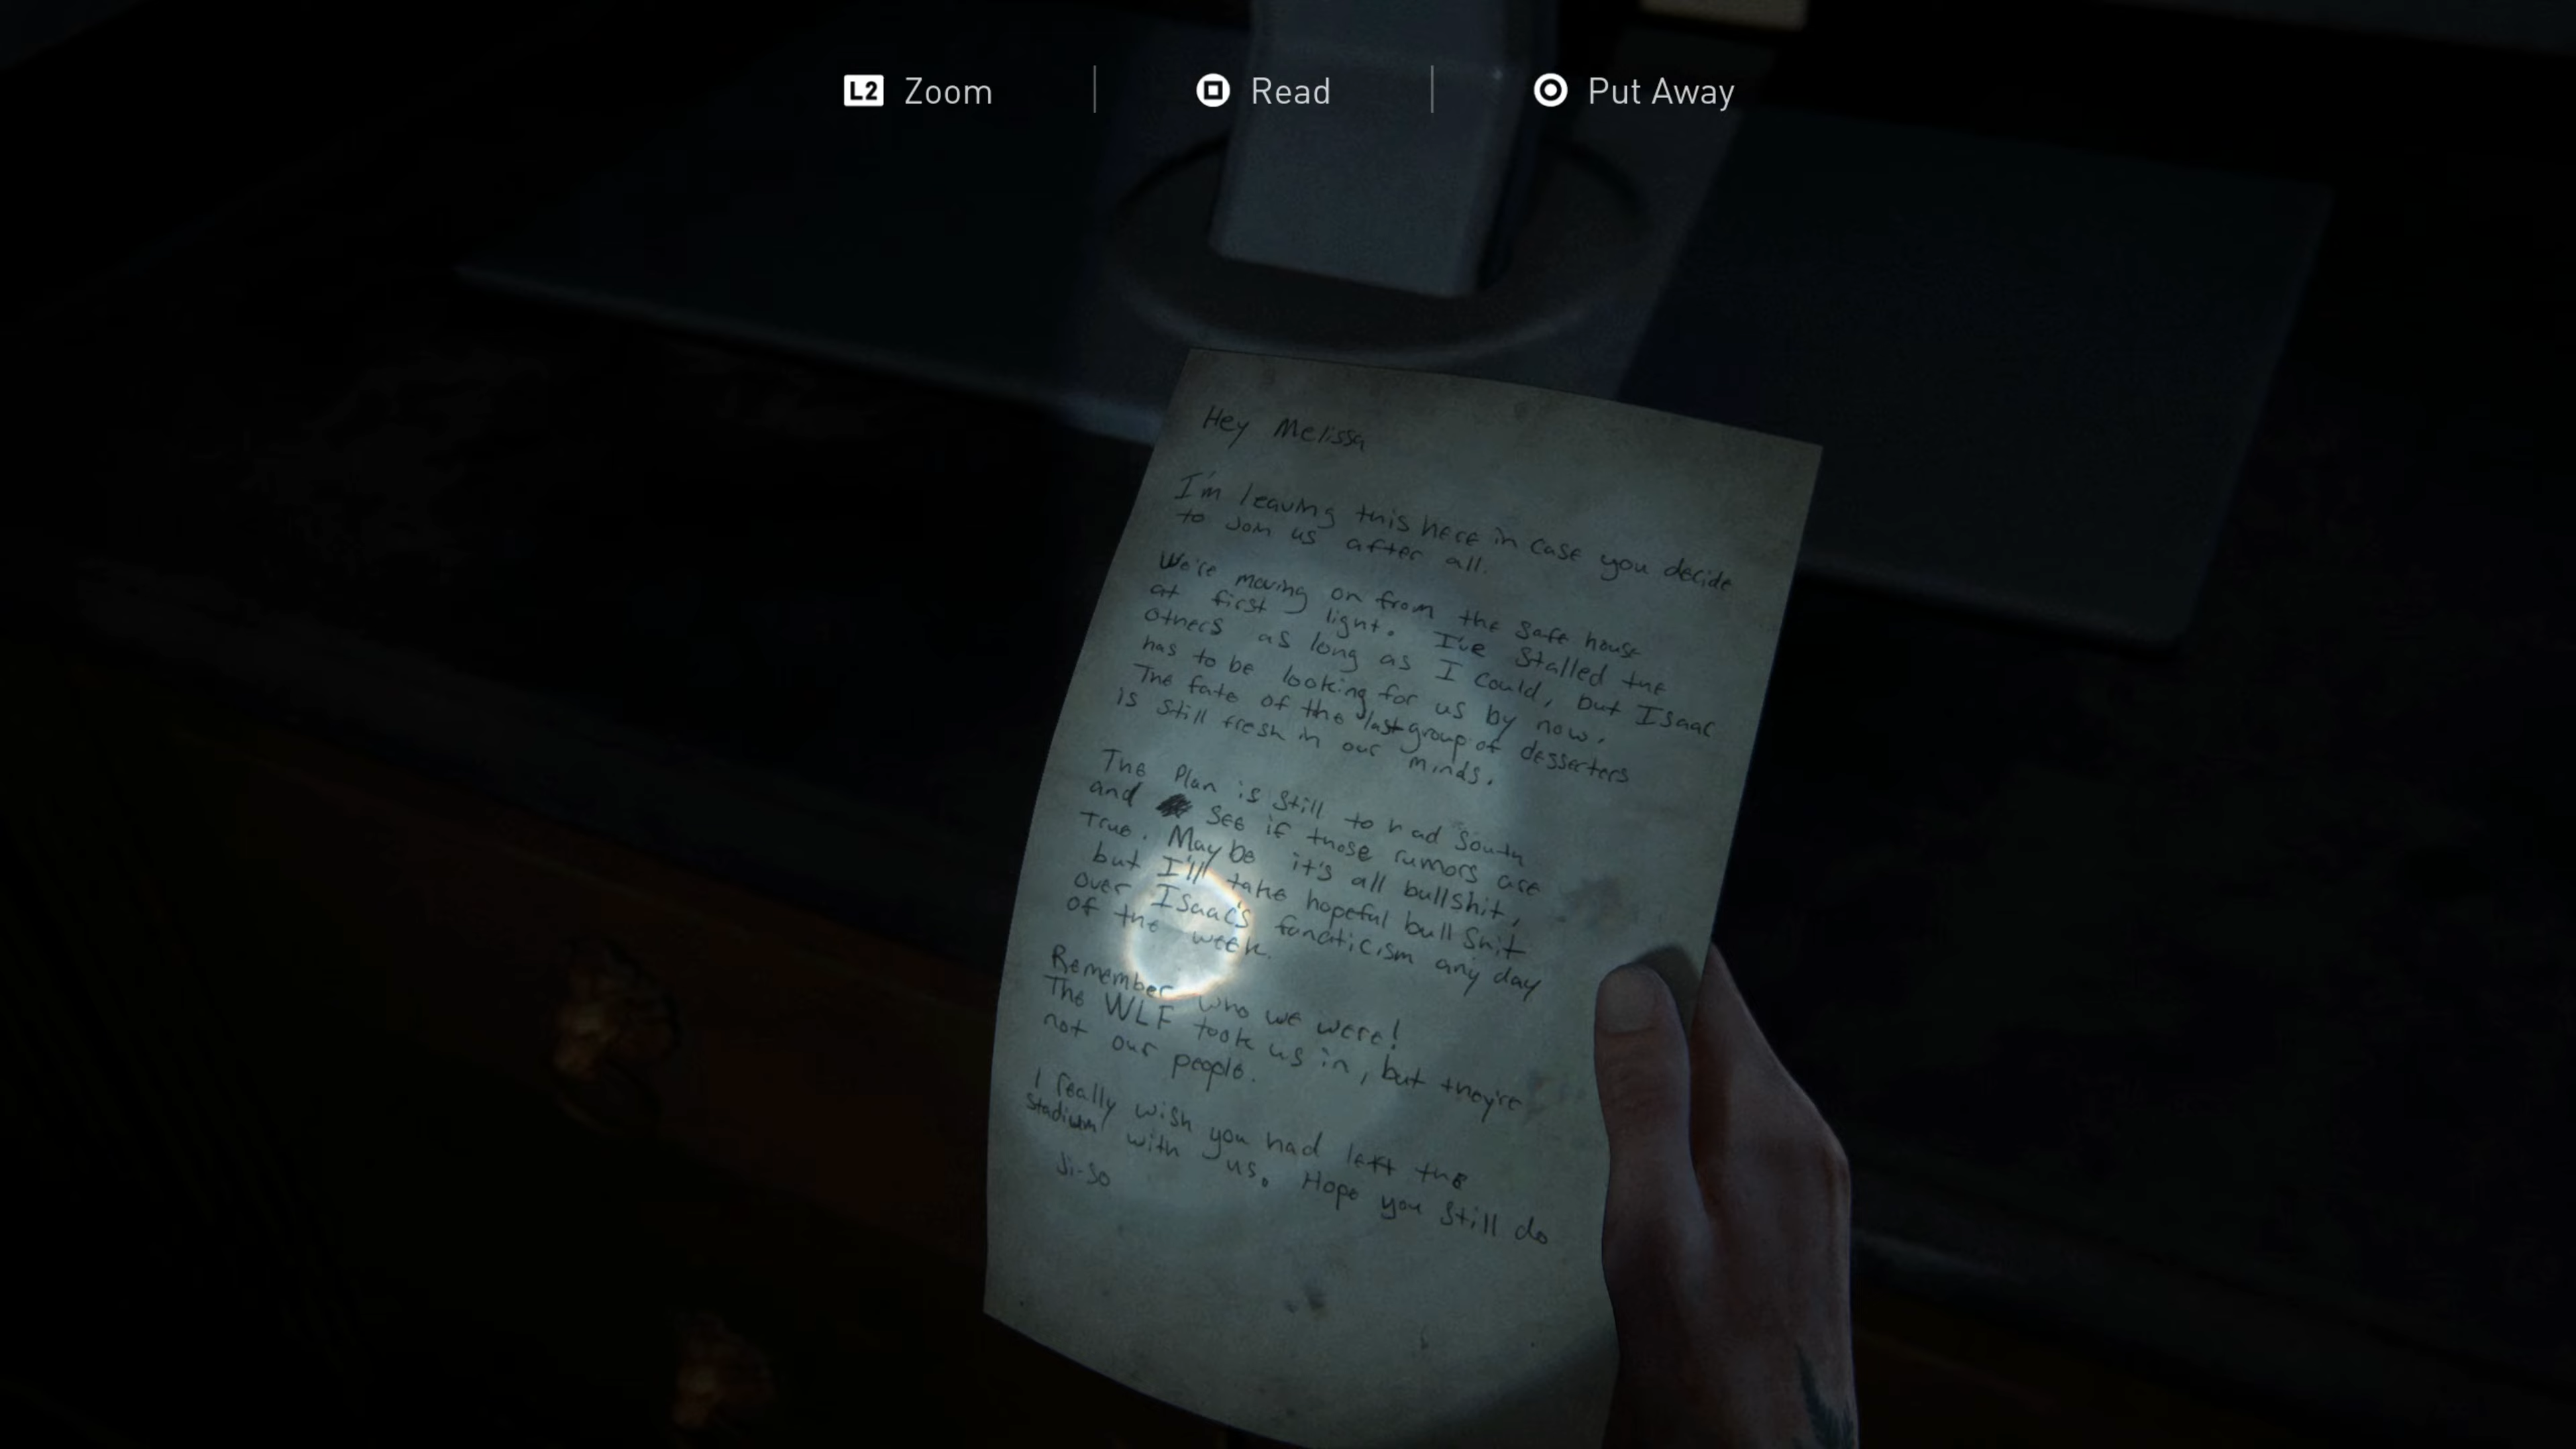 L2 Zoom | Read | Put Away
Hey Melissa
I'm leaving this here in case you decide
to Join us after all.
We're moving on from the safe house
at first light. I've stalled the
others as long as I could, but Isaac
has to be looking for us by now.
The fate of the last group of desserters
is still fresh in our minds.
The Plan is still to had South
and see if those rumors are
True. Maybe it's all bullshit,
but I'll take hopeful bull shit
over Isaac's fanaticism any day
of the week.
Remember who we were!
The WLF took us in, but they're
not our people.
I really wish you had left the
stadium with us. Hope you still do
Ji-So